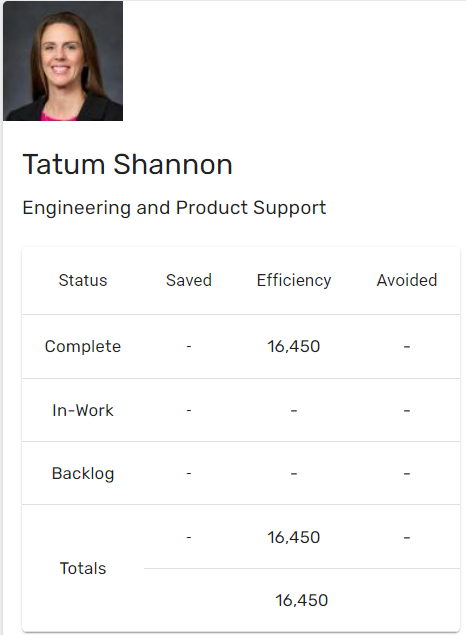 Tatum Shannon
Engineering and Product Support
Status Saved Efficiency Avoided
Complete - 16,450 -
In-Work - - -
Backlog - - -
- 16,450 -
Totals
16,450